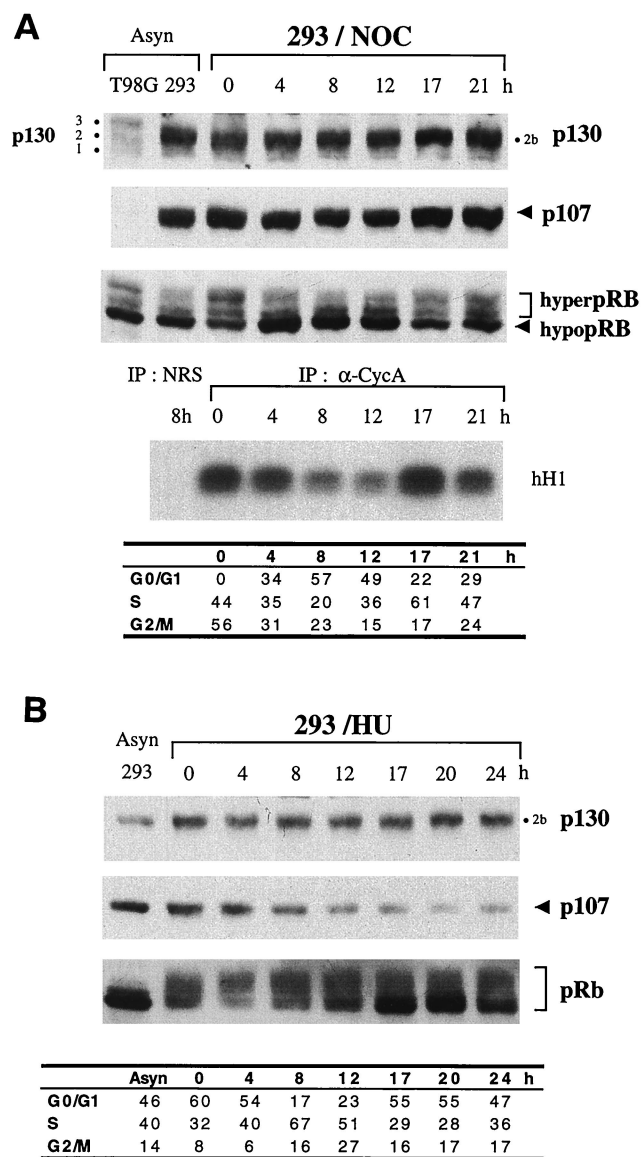 A
Asyn 293 / NOC
T98G 293 0 4 8 12 17 21 h
p130 3 2 1 2b p130
p107
hyperpRB
hypopRB
IP : NRS IP : α-CycA
8h 0 4 8 12 17 21 h
hH1
0 4 8 12 17 21 h
G0/G1 0 34 57 49 22 29
S 44 35 20 36 61 47
G2/M 56 31 23 15 17 24
B
Asyn 293 /HU
293 0 4 8 12 17 20 24 h
2b p130
p107
pRb
Asyn 0 4 8 12 17 20 24 h
G0/G1 46 60 54 17 23 55 55 47
S 40 32 40 67 51 29 28 36
G2/M 14 8 6 16 27 16 17 17